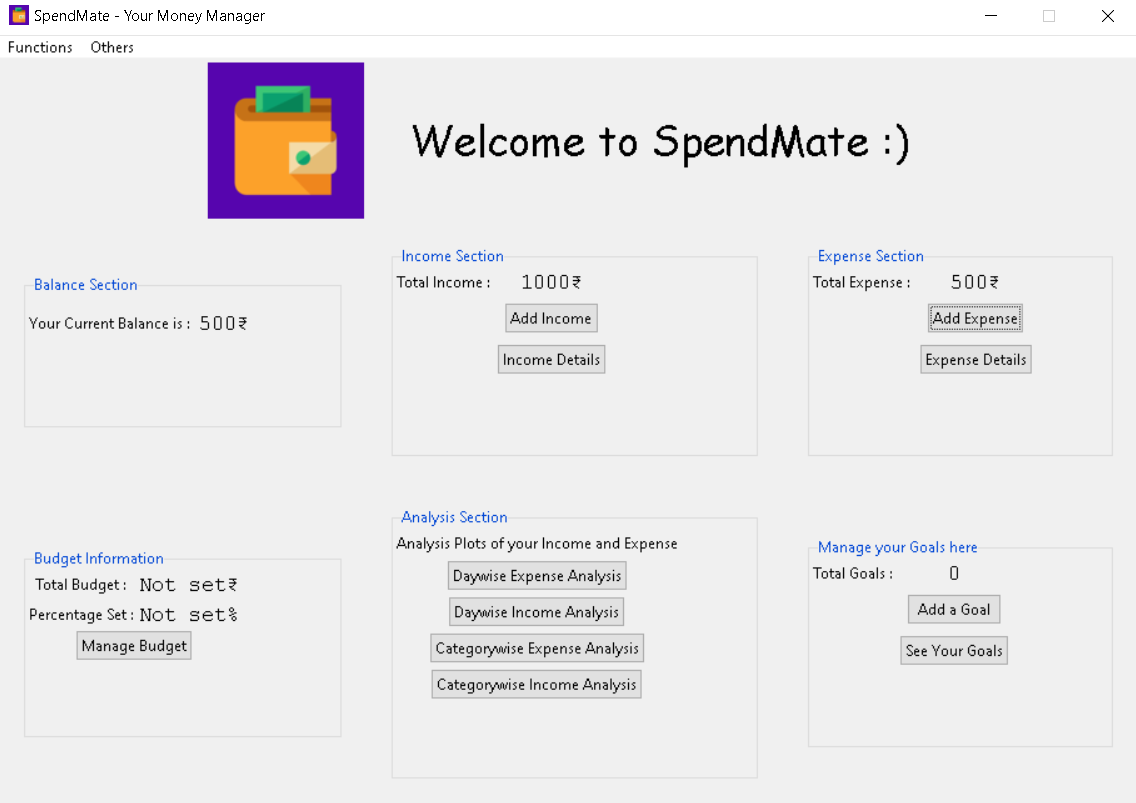 SpendMate - Your Money Manager
Functions Others
Welcome to SpendMate :)
Balance Section
Your Current Balance is : 500₹
Income Section
Total Income : 1000₹
Add Income
Income Details
Expense Section
Total Expense : 500₹
Add Expense
Expense Details
Budget Information
Total Budget : Not set₹
Percentage Set : Not set%
Manage Budget
Analysis Section
Analysis Plots of your Income and Expense
Daywise Expense Analysis
Daywise Income Analysis
Categorywise Expense Analysis
Categorywise Income Analysis
Manage your Goals here
Total Goals : 0
Add a Goal
See Your Goals